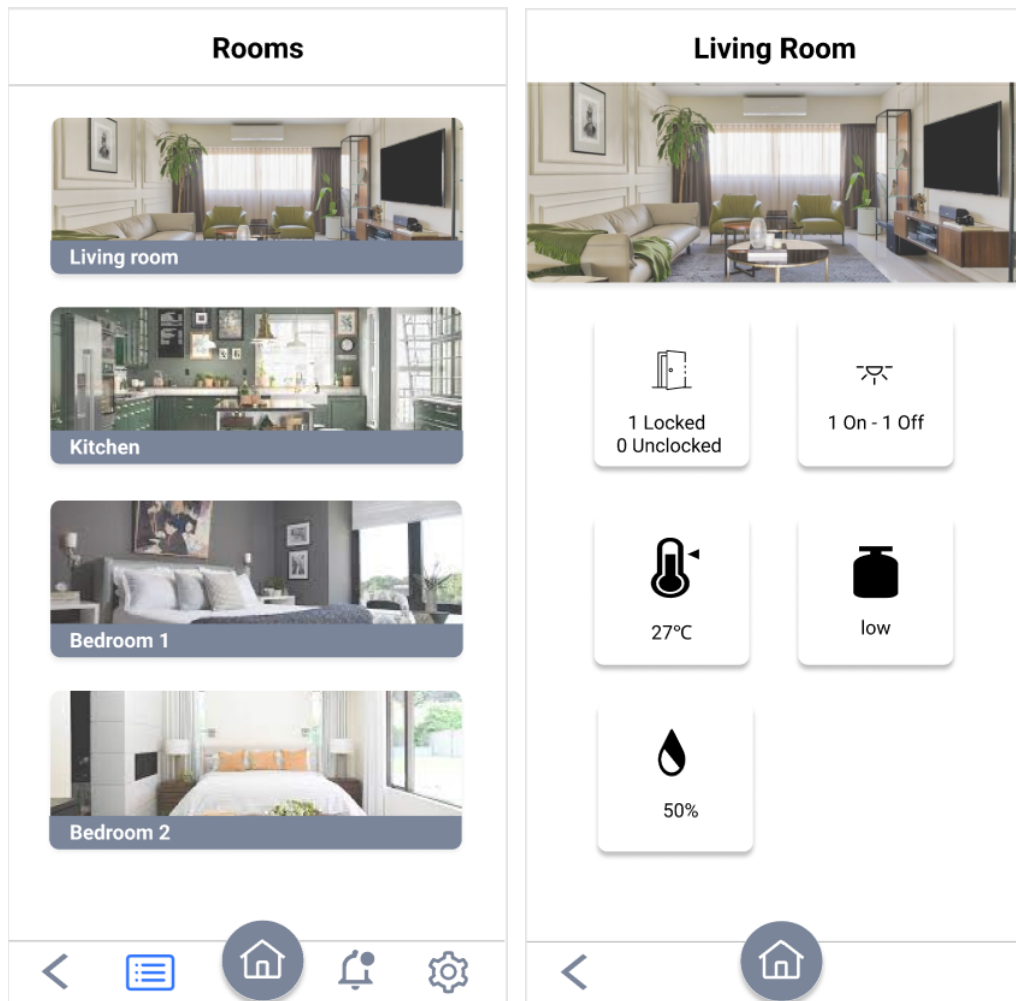 Rooms
Living room
Kitchen
Bedroom 1
Bedroom 2
Living Room
1 Locked
0 Unclocked
1 On - 1 Off
27°C
low
50%